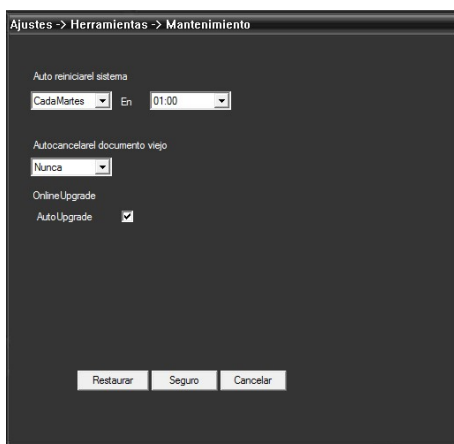 Ajustes -> Herramientas -> Mantenimiento
Auto reiniciarel sistema
CadaMartes En 01:00
Autocancelarel documento viejo
Nunca
OnlineUpgrade
AutoUpgrade
Restaurar Seguro Cancelar